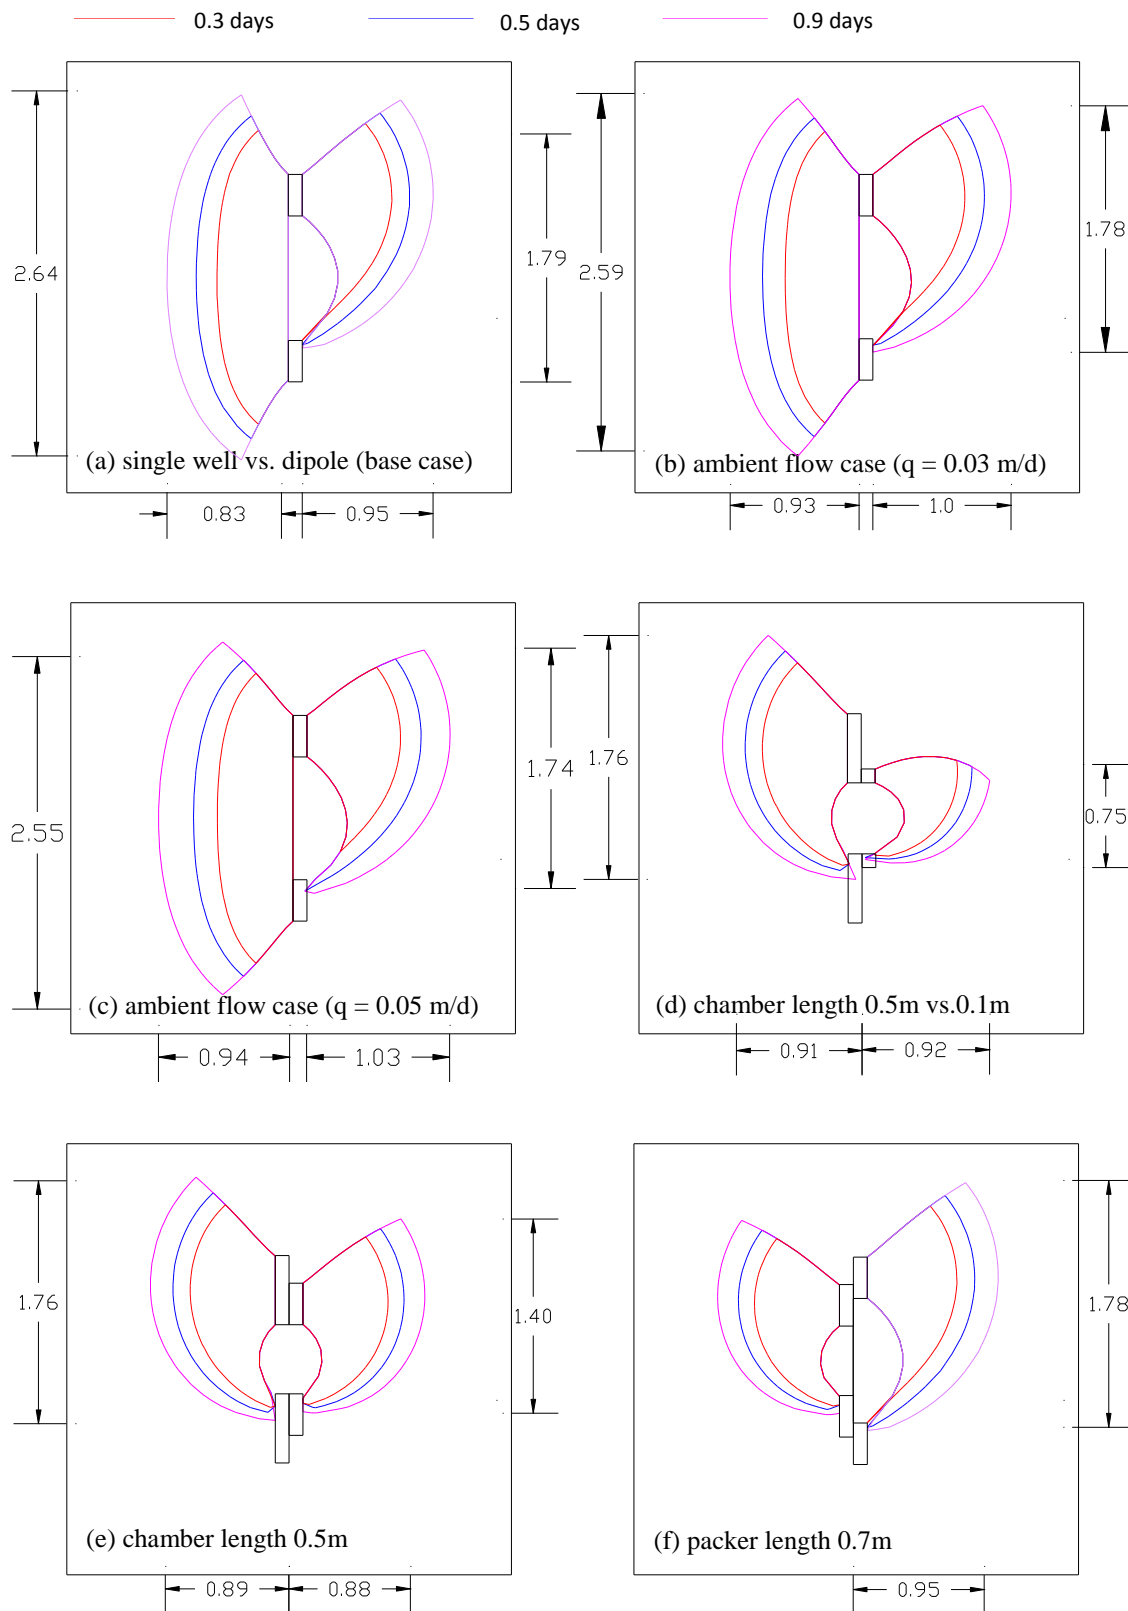 0.3 days
0.5 days
0.9 days
2.64
1.79
(a) single well vs. dipole (base case)
0.83
0.95
2.59
1.78
(b) ambient flow case (q = 0.03 m/d)
0.93
1.0
2.55
1.74
(c) ambient flow case (q = 0.05 m/d)
0.94
1.03
1.76
0.75
(d) chamber length 0.5m vs.0.1m
0.91
0.92
1.76
1.40
(e) chamber length 0.5m
0.89
0.88
1.78
(f) packer length 0.7m
0.95